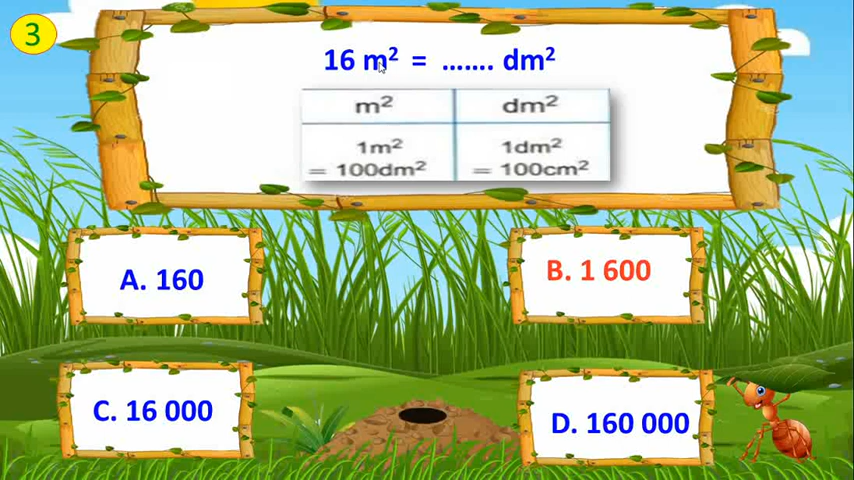 3
16 m² = ....... dm²
m² dm²
1m² 1dm²
= 100dm² = 100cm²
A. 160
B. 1 600
C. 16 000
D. 160 000